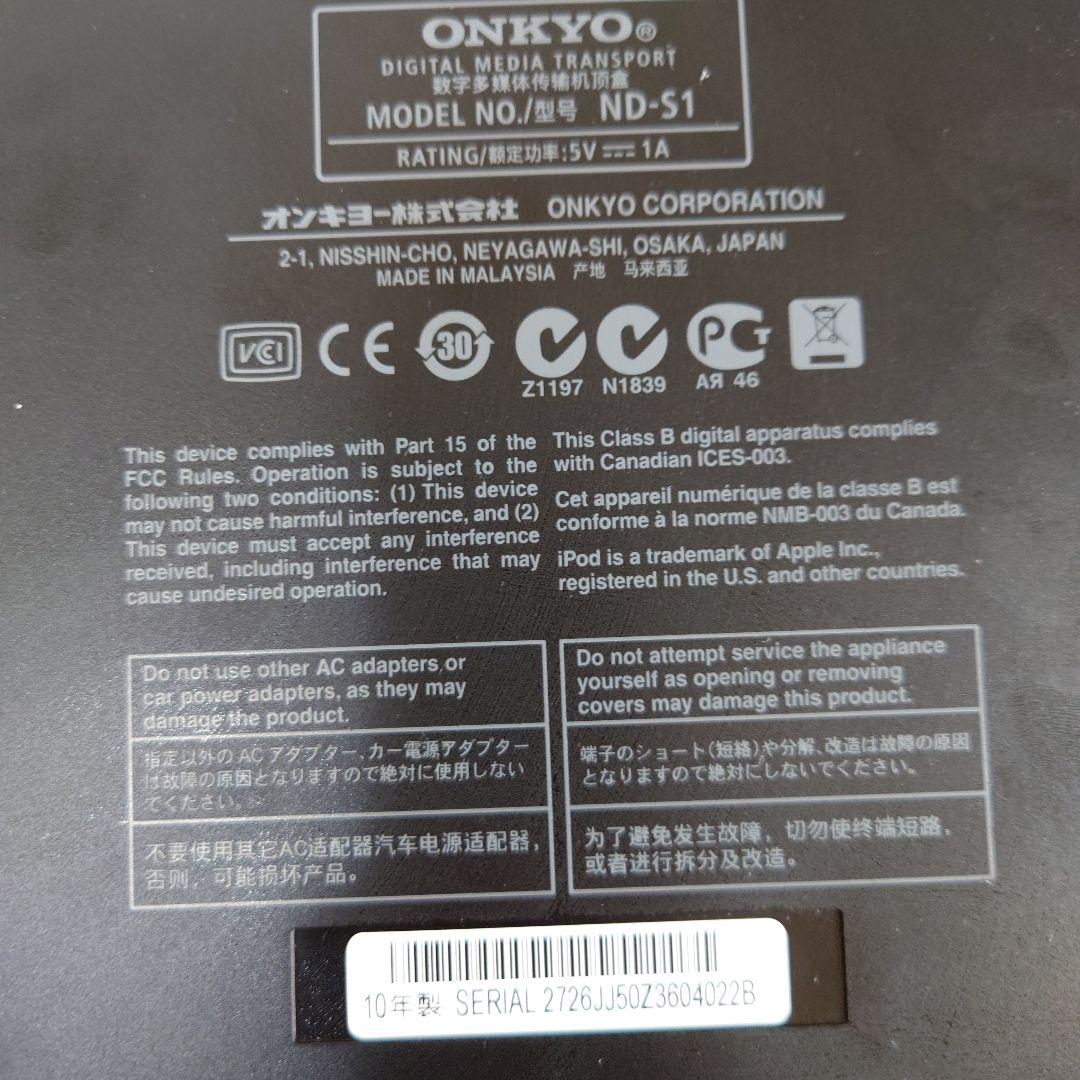 ONKYO®
DIGITAL MEDIA TRANSPORT
数字多媒体传输机顶盒
MODEL NO./型号 ND-S1
RATING/额定功率:5V ⎓ 1A
オンキヨー株式会社 ONKYO CORPORATION
2-1, NISSHIN-CHO, NEYAGAWA-SHI, OSAKA, JAPAN
MADE IN MALAYSIA 产地 马来西亚
VCI CE 30 PCT
Z1197 N1839 АЯ 46
This device complies with Part 15 of the
FCC Rules. Operation is subject to the
following two conditions: (1) This device
may not cause harmful interference, and (2)
This device must accept any interference
received, including interference that may
cause undesired operation.
This Class B digital apparatus complies
with Canadian ICES-003.
Cet appareil numérique de la classe B est
conforme à la norme NMB-003 du Canada.
iPod is a trademark of Apple Inc.,
registered in the U.S. and other countries.
Do not use other AC adapters or
car power adapters, as they may
damage the product.
指定以外の AC アダプター、カー電源アダプター
は故障の原因となりますので絶対に使用しない
でください。
不要使用其它AC适配器汽车电源适配器，
否则，可能损坏产品。
Do not attempt service the appliance
yourself as opening or removing
covers may damage this product.
端子のショート(短絡)や分解、改造は故障の原因
となりますので絶対にしないでください。
为了避免发生故障，切勿使终端短路，
或者进行拆分及改造。
10年製 SERIAL 2726JJ50Z3604022B